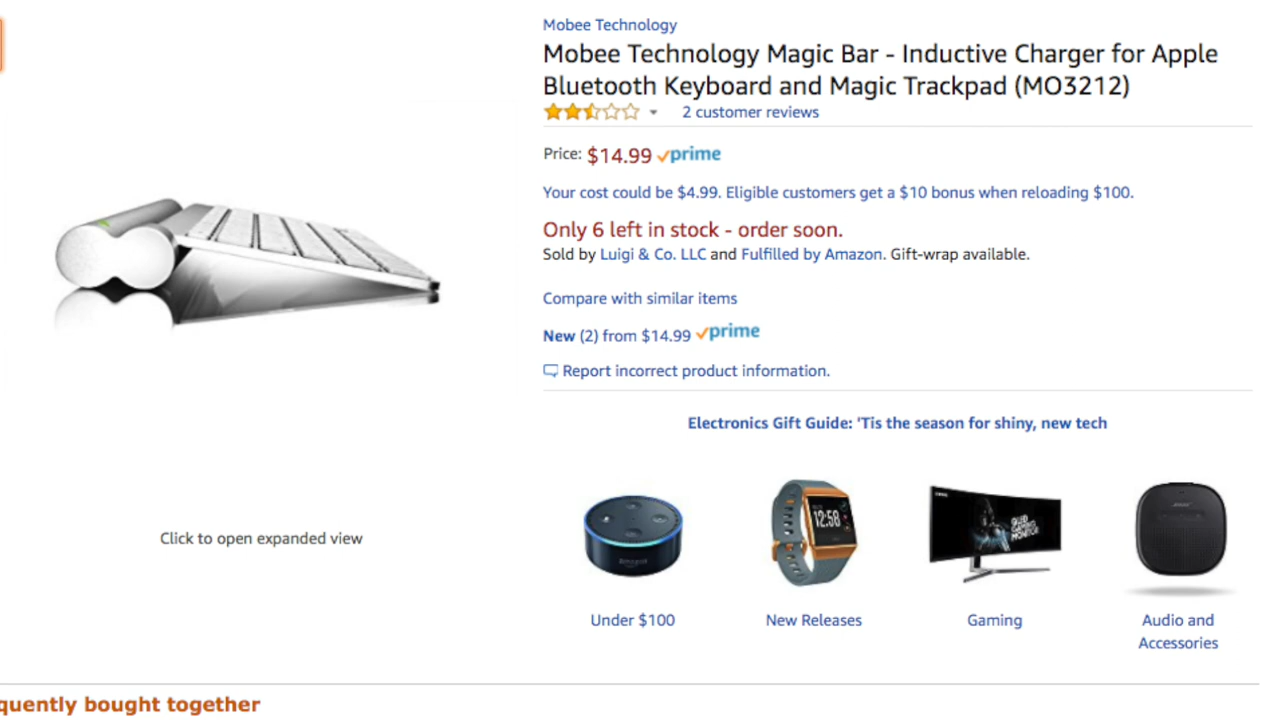 Mobee Technology
Mobee Technology Magic Bar - Inductive Charger for Apple
Bluetooth Keyboard and Magic Trackpad (MO3212)
2 customer reviews
Price: $14.99 prime
Your cost could be $4.99. Eligible customers get a $10 bonus when reloading $100.
Only 6 left in stock - order soon.
Sold by Luigi & Co. LLC and Fulfilled by Amazon. Gift-wrap available.
Compare with similar items
New (2) from $14.99 prime
Report incorrect product information.
Electronics Gift Guide: 'Tis the season for shiny, new tech
12:58
QLED
GAMING
MONITOR
Click to open expanded view
Under $100
New Releases
Gaming
Audio and
Accessories
quently bought together